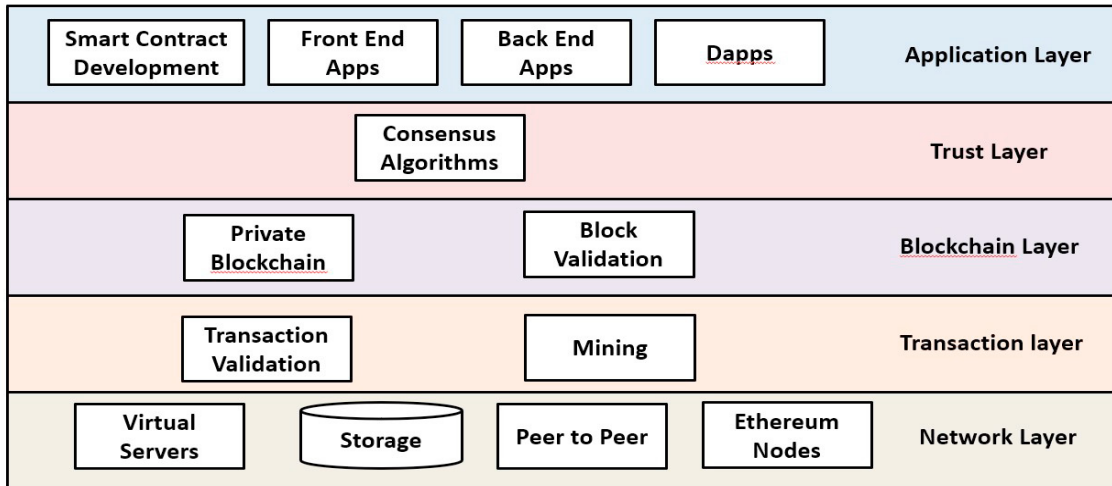 Smart Contract
Development
Front End
Apps
Back End
Apps
Dapps
Application Layer
Consensus
Algorithms
Trust Layer
Private
Blockchain
Block
Validation
Blockchain Layer
Transaction
Validation
Mining
Transaction layer
Virtual
Servers
Storage
Peer to Peer
Ethereum
Nodes
Network Layer